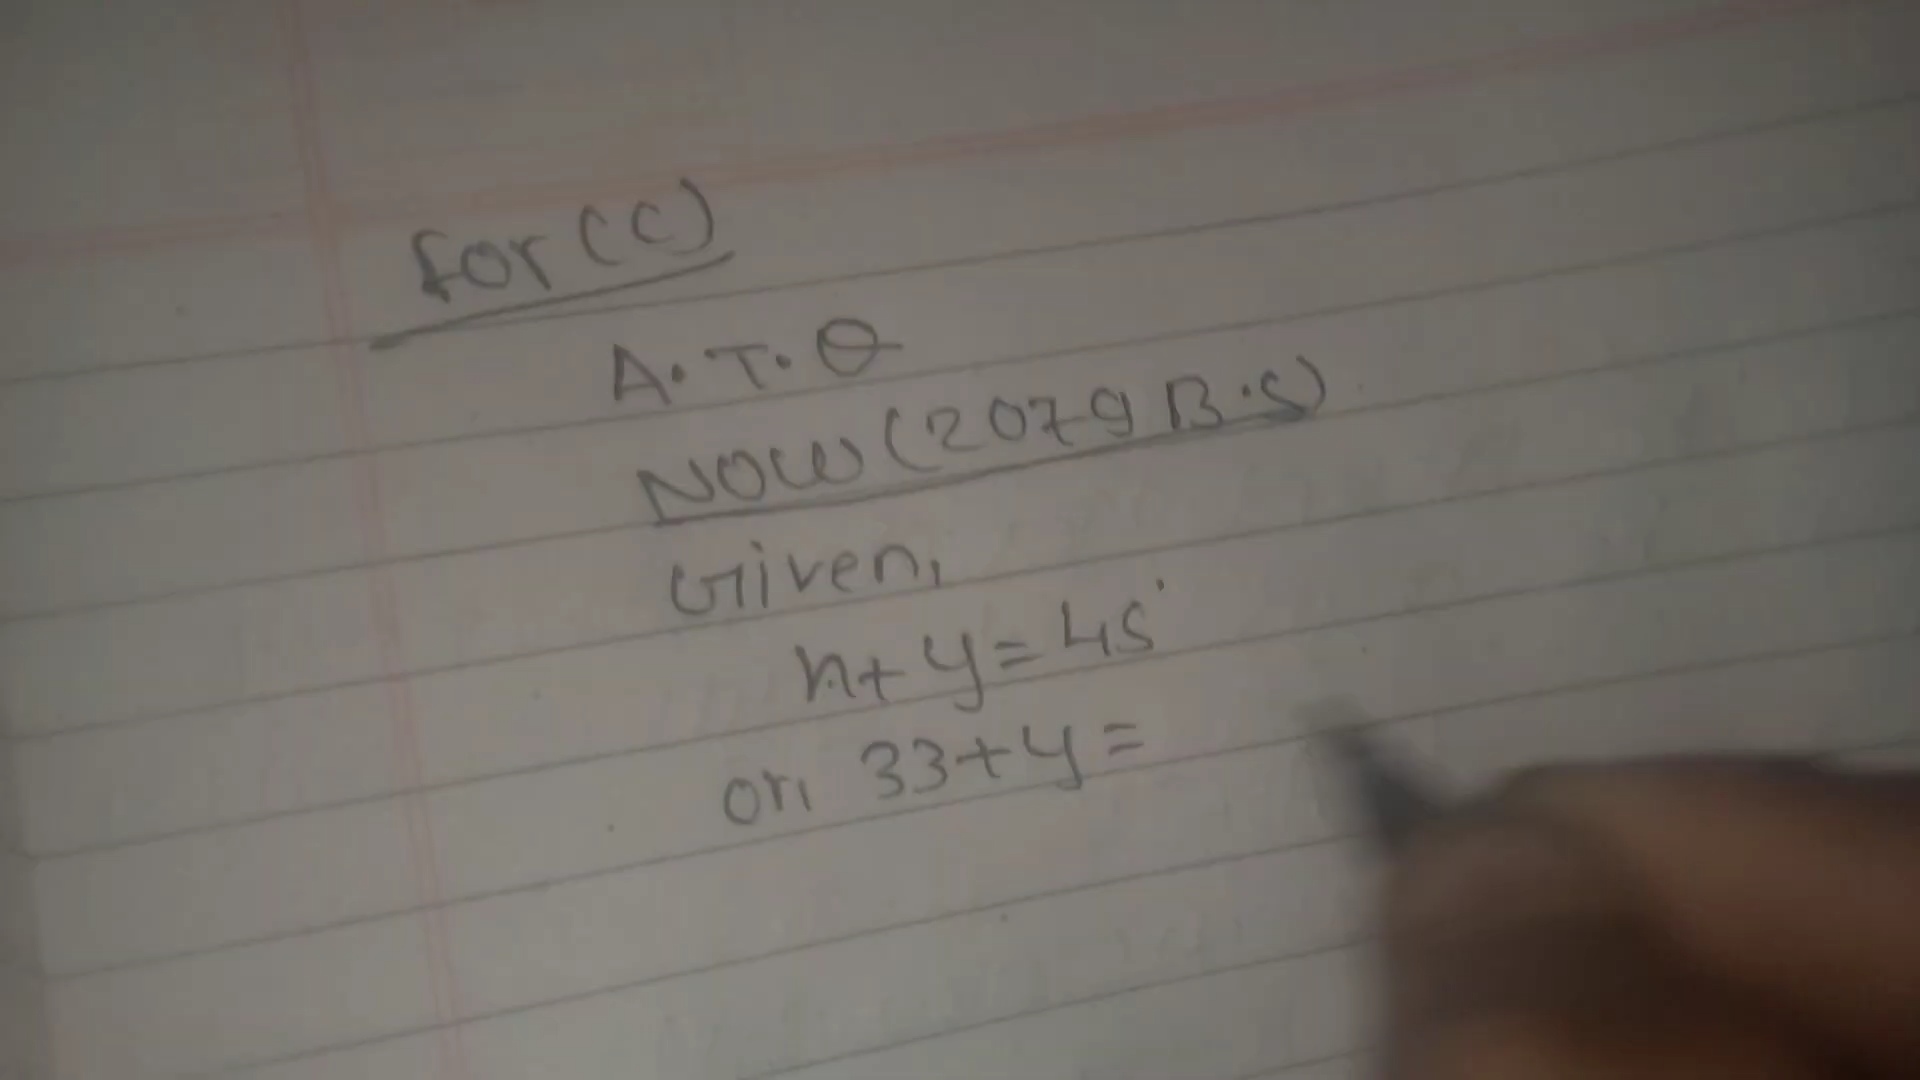 For (C)
A.T.Q
NOW (2079 B.S)
Given,
x+y=45
or, 33+y=